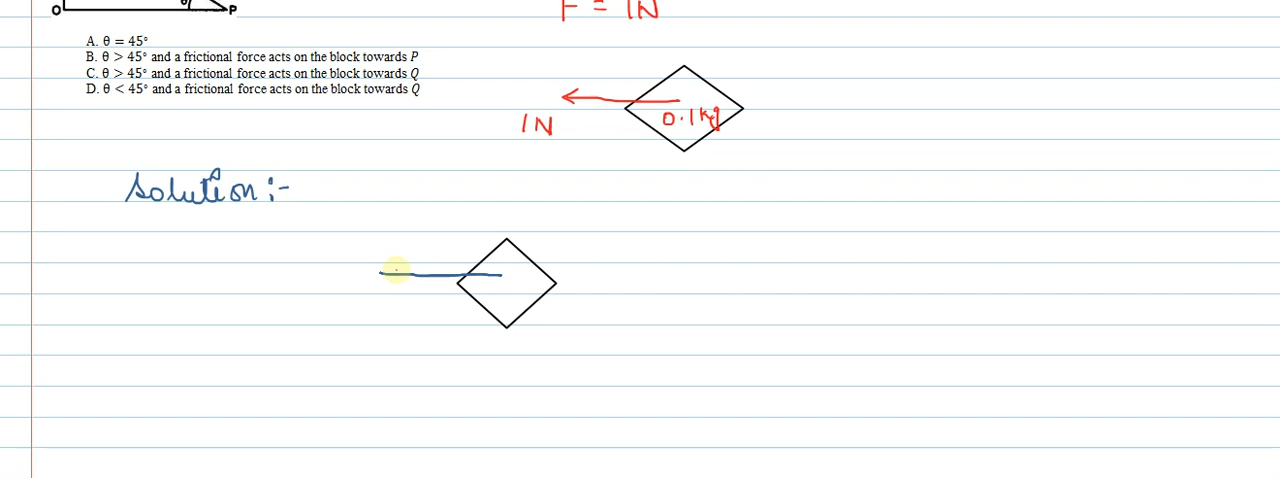 F = 1N
O θ P
A. θ = 45°
B. θ > 45° and a frictional force acts on the block towards P
C. θ > 45° and a frictional force acts on the block towards Q
D. θ < 45° and a frictional force acts on the block towards Q
0.1kg
1N
Solution :-